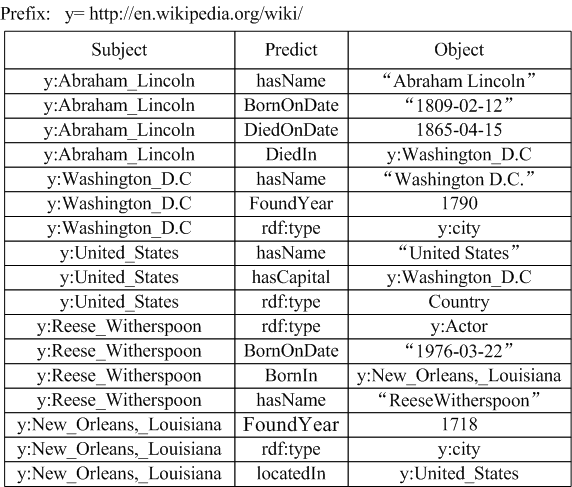 Prefix: y= http://en.wikipedia.org/wiki/
Subject Predict Object
y:Abraham_Lincoln hasName “Abraham Lincoln”
y:Abraham_Lincoln BornOnDate “1809-02-12”
y:Abraham_Lincoln DiedOnDate 1865-04-15
y:Abraham_Lincoln DiedIn y:Washington_D.C
y:Washington_D.C hasName “Washington D.C.”
y:Washington_D.C FoundYear 1790
y:Washington_D.C rdf:type y:city
y:United_States hasName “United States”
y:United_States hasCapital y:Washington_D.C
y:United_States rdf:type Country
y:Reese_Witherspoon rdf:type y:Actor
y:Reese_Witherspoon BornOnDate “1976-03-22”
y:Reese_Witherspoon BornIn y:New_Orleans,_Louisiana
y:Reese_Witherspoon hasName “ReeseWitherspoon”
y:New_Orleans,_Louisiana FoundYear 1718
y:New_Orleans,_Louisiana rdf:type y:city
y:New_Orleans,_Louisiana locatedIn y:United_States